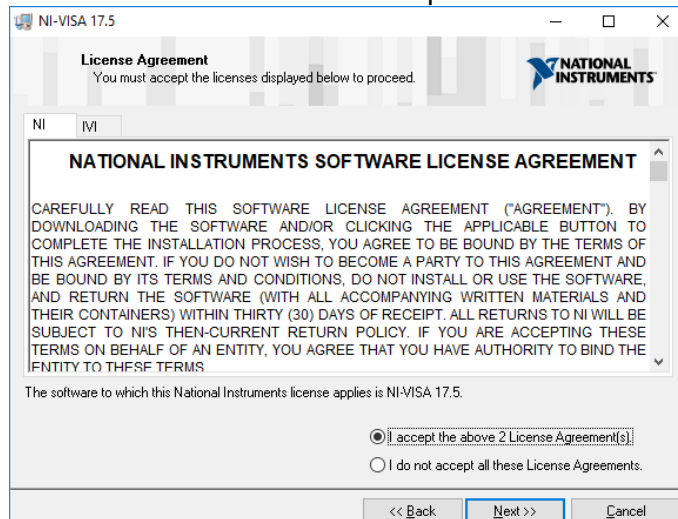 NI-VISA 17.5
License Agreement
You must accept the licenses displayed below to proceed.
NATIONAL
INSTRUMENTS
NI
IVI
NATIONAL INSTRUMENTS SOFTWARE LICENSE AGREEMENT
CAREFULLY READ THIS SOFTWARE LICENSE AGREEMENT ("AGREEMENT"). BY
DOWNLOADING THE SOFTWARE AND/OR CLICKING THE APPLICABLE BUTTON TO
COMPLETE THE INSTALLATION PROCESS, YOU AGREE TO BE BOUND BY THE TERMS OF
THIS AGREEMENT. IF YOU DO NOT WISH TO BECOME A PARTY TO THIS AGREEMENT AND
BE BOUND BY ITS TERMS AND CONDITIONS, DO NOT INSTALL OR USE THE SOFTWARE,
AND RETURN THE SOFTWARE (WITH ALL ACCOMPANYING WRITTEN MATERIALS AND
THEIR CONTAINERS) WITHIN THIRTY (30) DAYS OF RECEIPT. ALL RETURNS TO NI WILL BE
SUBJECT TO NI'S THEN-CURRENT RETURN POLICY. IF YOU ARE ACCEPTING THESE
TERMS ON BEHALF OF AN ENTITY, YOU AGREE THAT YOU HAVE AUTHORITY TO BIND THE
ENTITY TO THESE TERMS
The software to which this National Instruments license applies is NI-VISA 17.5.
I accept the above 2 License Agreement(s).
I do not accept all these License Agreements.
<< Back
Next >>
Cancel